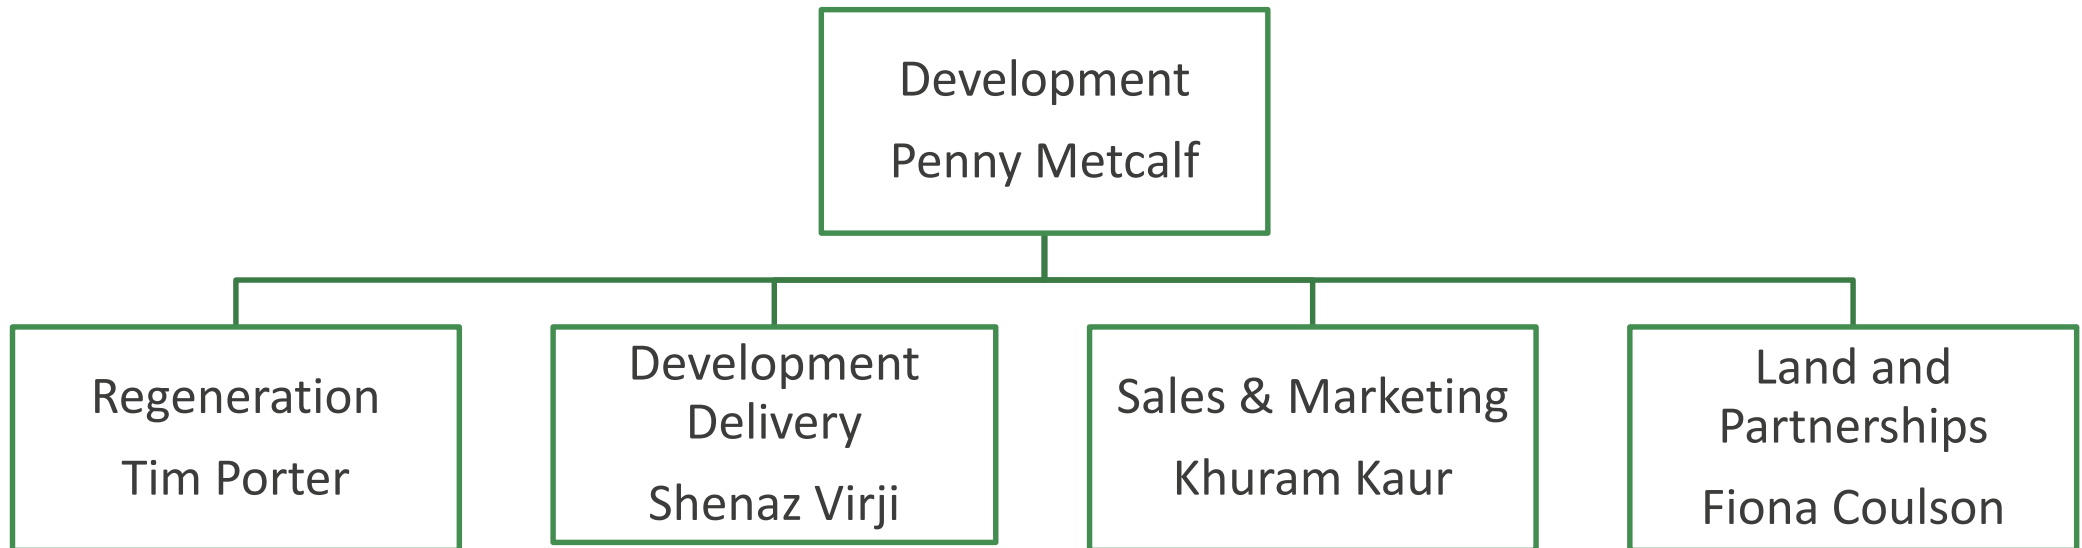 Development
Penny Metcalf
Regeneration
Tim Porter
Development
Delivery
Shenaz Virji
Sales & Marketing
Khuram Kaur
Land and
Partnerships
Fiona Coulson